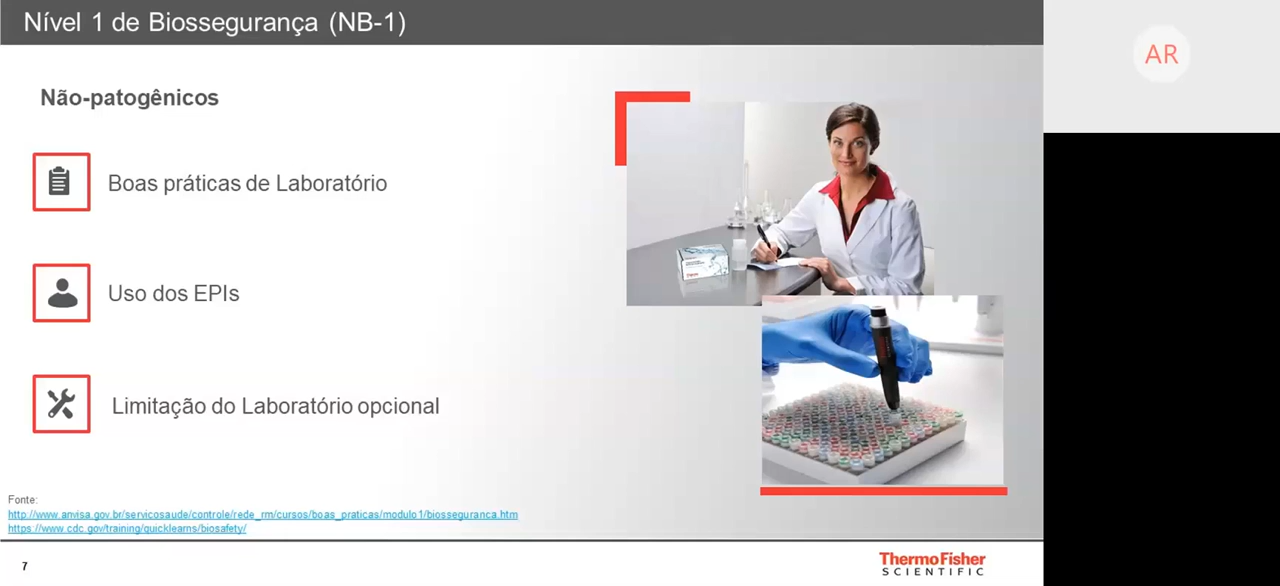 Nível 1 de Biossegurança (NB-1)
AR
Não-patogênicos
Boas práticas de Laboratório
Uso dos EPIs
Limitação do Laboratório opcional
Fonte:
http://www.anvisa.gov.br/servicosaude/controle/rede_rm/cursos/boas_praticas/modulo1/biosseguranca.htm
https://www.cdc.gov/training/quicklearns/biosafety/
7
ThermoFisher
SCIENTIFIC